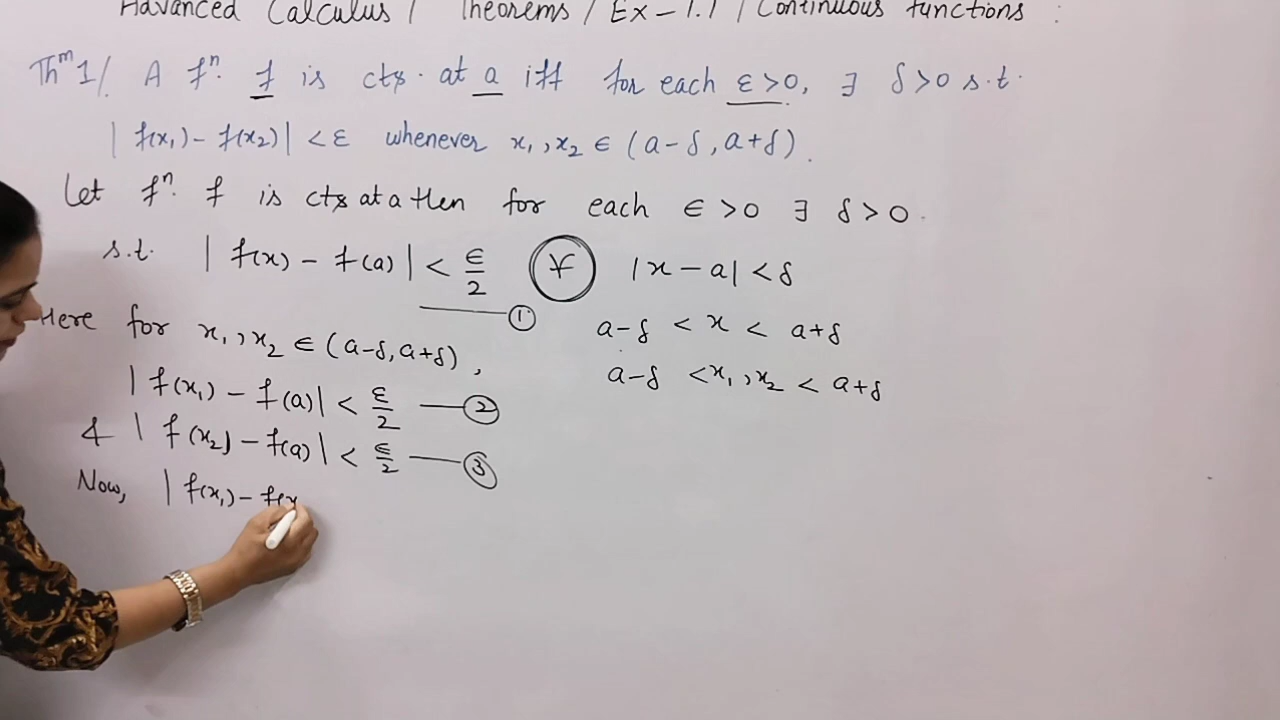 Advanced Calculus / Theorems / Ex-1.1 / Continuous functions :
Thᵐ1/. A fⁿ. f is cts. at a iff for each ε>0, ∃ δ>0 s.t.
|f(x₁)-f(x₂)|<ε whenever x₁,x₂ ∈ (a-δ, a+δ).
Let fⁿ. f is cts at a then for each ∈>0 ∃ δ>0.
s.t. |f(x)-f(a)|<∈/2 ¥ |x-a|<δ
①
Here for x₁,x₂ ∈ (a-δ, a+δ), a-δ < x < a+δ
|f(x₁)-f(a)|<ε/2 —② a-δ <x₁,x₂ < a+δ
& |f(x₂)-f(a)|<ε/2 —③
Now, |f(x₁)-f(x